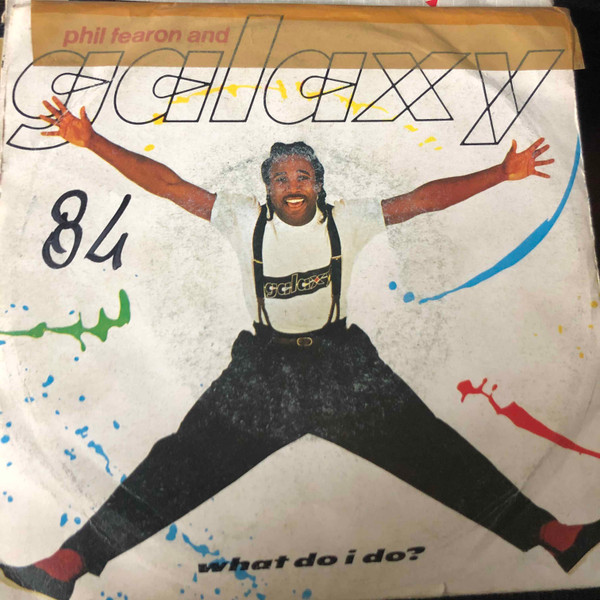 phil fearon and
galaxy
84
galaxy
what do i do?